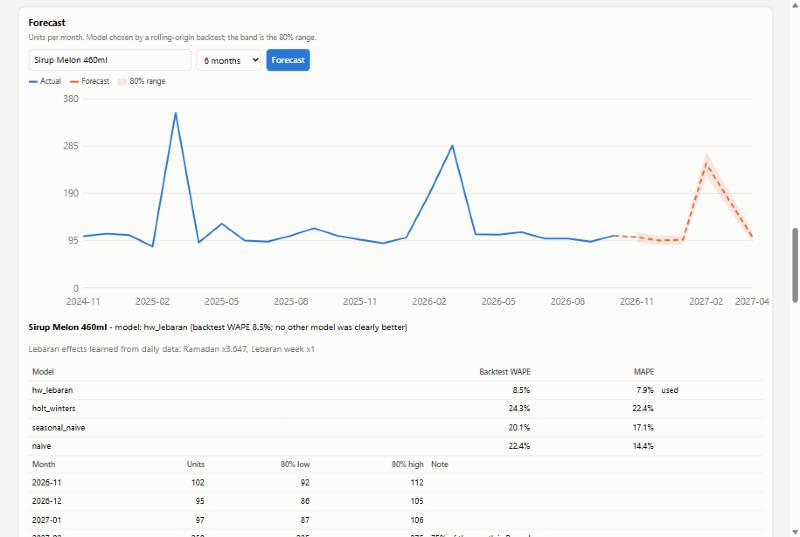 Forecast
Units per month. Model chosen by a rolling-origin backtest; the band is the 80% range.
Sirup Melon 460ml 6 months Forecast
Actual Forecast 80% range
380
285
190
95
0
2024-11 2025-02 2025-05 2025-08 2025-11 2026-02 2026-05 2026-08 2026-11 2027-02 2027-04
Sirup Melon 460ml - model: hw_lebaran (backtest WAPE 8.5%; no other model was clearly better)
Lebaran effects learned from daily data: Ramadan x3.647, Lebaran week x1
Model Backtest WAPE MAPE
hw_lebaran 8.5% 7.9% used
holt_winters 24.3% 22.4%
seasonal_naive 20.1% 17.1%
naive 22.4% 14.4%
Month Units 80% low 80% high Note
2026-11 102 92 112
2026-12 95 86 105
2027-01 97 87 106